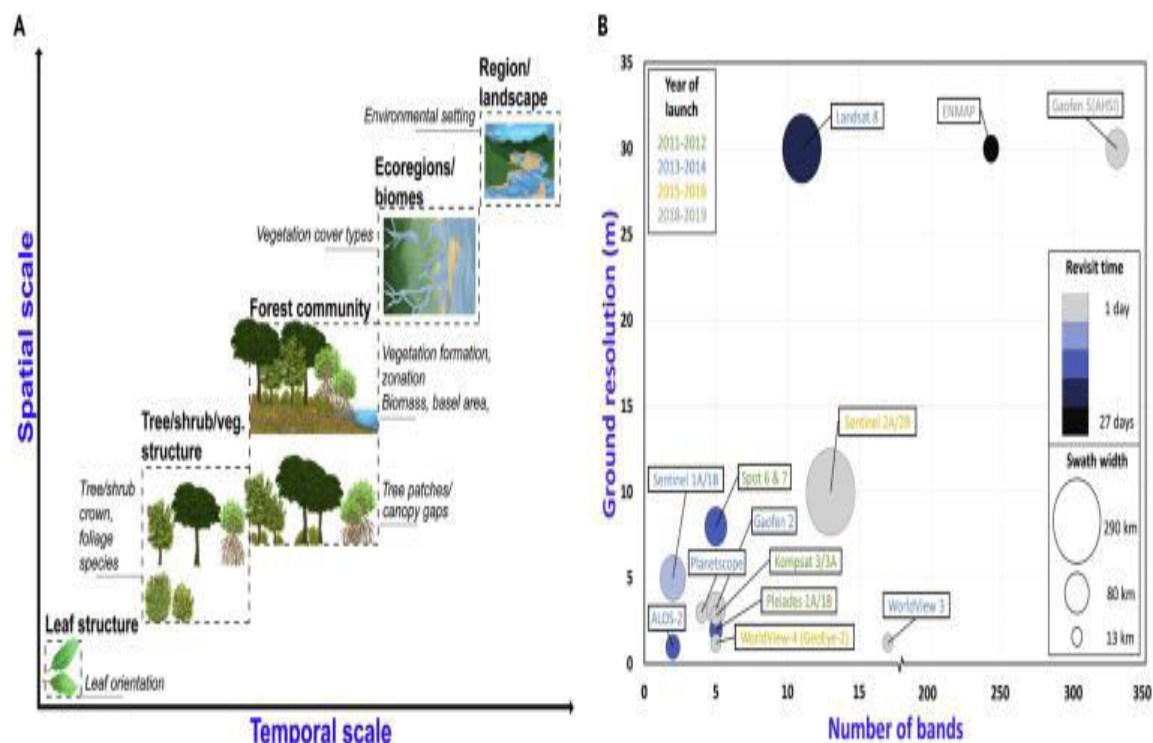 A
Spatial scale
Temporal scale
Region/
landscape
Environmental setting
Ecoregions/
biomes
Vegetation cover types
Forest community
Vegetation formation,
zonation
Biomass, basel area,
Tree/shrub/veg.
structure
Tree/shrub
crown,
foliage
species
Tree patches/
canopy gaps
Leaf structure
Leaf orientation
B
Ground resolution (m)
35
30
25
20
15
10
5
0
0
5
10
15
200
250
300
350
Number of bands
Year of
launch
2011-2012
2013-2014
2015-2016
2018-2019
Landsat 8
ENMAP
Gaofen 5(AHSI)
Revisit time
1 day
27 days
Swath width
290 km
80 km
13 km
Sentinel 2A/2B
Sentinel 1A/1B
Spot 6 & 7
Gaofen 2
Planetscope
Kompsat 3/3A
ALOS-2
Pleiades 1A/1B
WorldView 3
WorldView-4 (GeoEye-2)